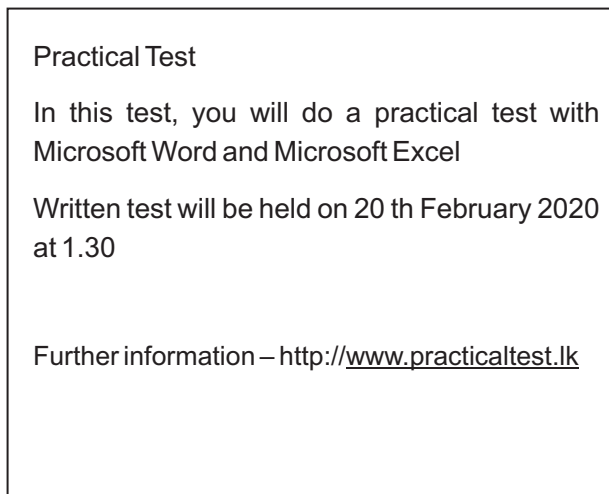 Practical Test
In this test, you will do a practical test with
Microsoft Word and Microsoft Excel
Written test will be held on 20 th February 2020
at 1.30
Further information – http://www.practicaltest.lk